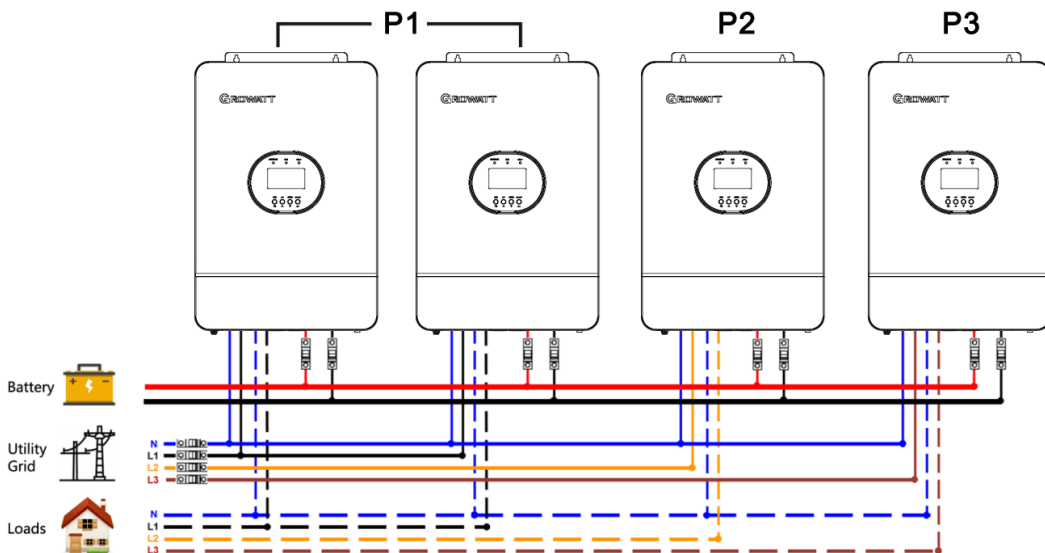 P1
P2
P3
GROWATT
GROWATT
GROWATT
GROWATT
Battery
+ −
Utility
Grid
N
L1
L2
L3
Loads
N
L1
L2
L3